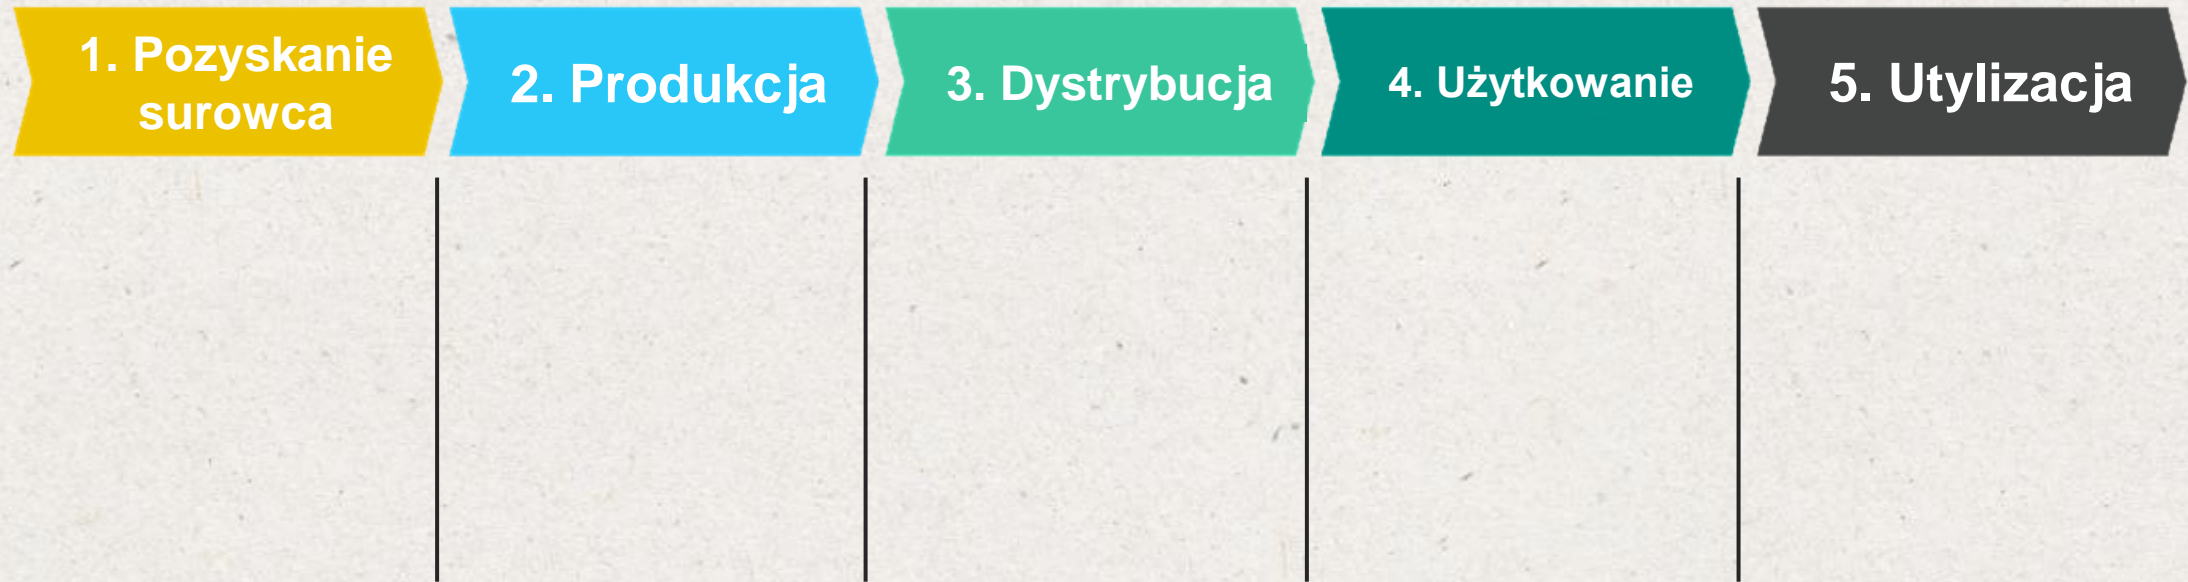 1. Pozyskanie
surowca
2. Produkcja
3. Dystrybucja
4. Użytkowanie
5. Utylizacja